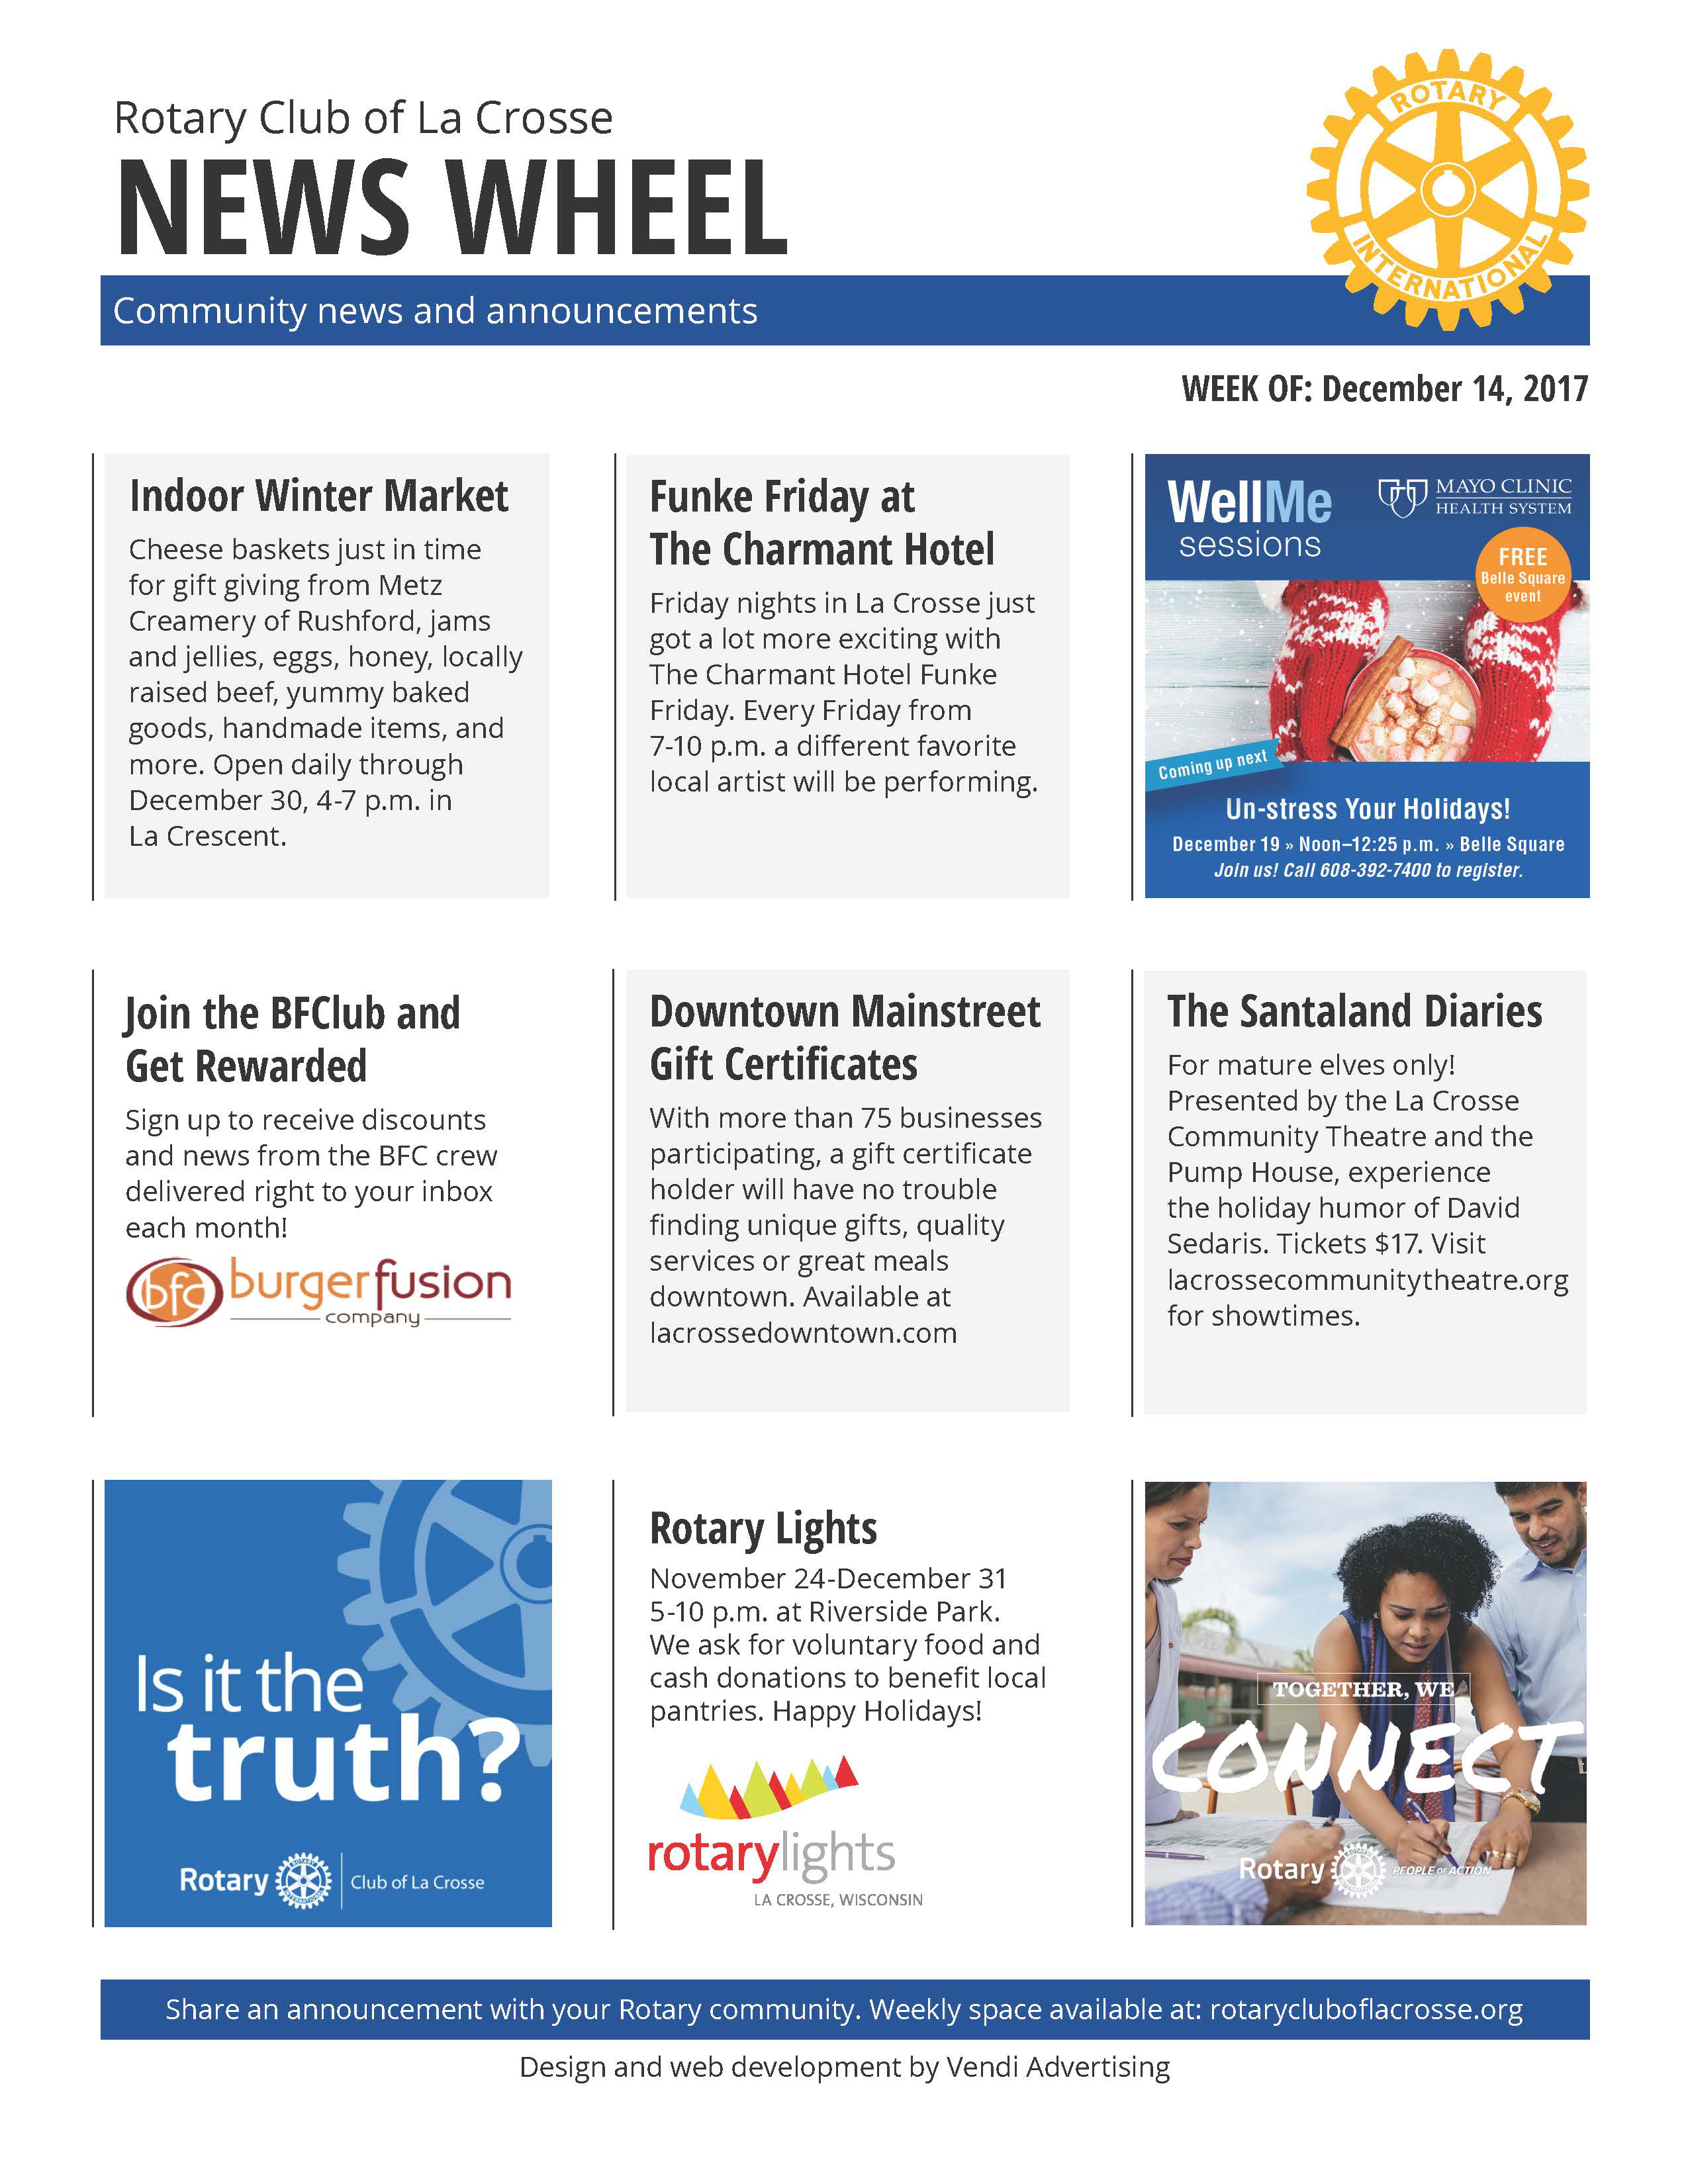 Rotary Club of La Crosse
NEWS WHEEL
ROTARY
INTERNATIONAL
Community news and announcements
WEEK OF: December 14, 2017
Indoor Winter Market
Cheese baskets just in time
for gift giving from Metz
Creamery of Rushford, jams
and jellies, eggs, honey, locally
raised beef, yummy baked
goods, handmade items, and
more. Open daily through
December 30, 4-7 p.m. in
La Crescent.
Funke Friday at
The Charmant Hotel
Friday nights in La Crosse just
got a lot more exciting with
The Charmant Hotel Funke
Friday. Every Friday from
7-10 p.m. a different favorite
local artist will be performing.
WellMe
sessions
MAYO CLINIC
HEALTH SYSTEM
FREE
Belle Square
event
Coming up next
Un-stress Your Holidays!
December 19 » Noon–12:25 p.m. » Belle Square
Join us! Call 608-392-7400 to register.
Join the BFClub and
Get Rewarded
Sign up to receive discounts
and news from the BFC crew
delivered right to your inbox
each month!
bfc burgerfusion
company
Downtown Mainstreet
Gift Certificates
With more than 75 businesses
participating, a gift certificate
holder will have no trouble
finding unique gifts, quality
services or great meals
downtown. Available at
lacrossedowntown.com
The Santaland Diaries
For mature elves only!
Presented by the La Crosse
Community Theatre and the
Pump House, experience
the holiday humor of David
Sedaris. Tickets $17. Visit
lacrossecommunitytheatre.org
for showtimes.
Is it the
truth?
Rotary
ROTARY
INTERNATIONAL
Club of La Crosse
Rotary Lights
November 24-December 31
5-10 p.m. at Riverside Park.
We ask for voluntary food and
cash donations to benefit local
pantries. Happy Holidays!
rotarylights
LA CROSSE, WISCONSIN
TOGETHER, WE
CONNECT
Rotary
ROTARY
INTERNATIONAL
PEOPLE OF ACTION
Share an announcement with your Rotary community. Weekly space available at: rotarycluboflacrosse.org
Design and web development by Vendi Advertising